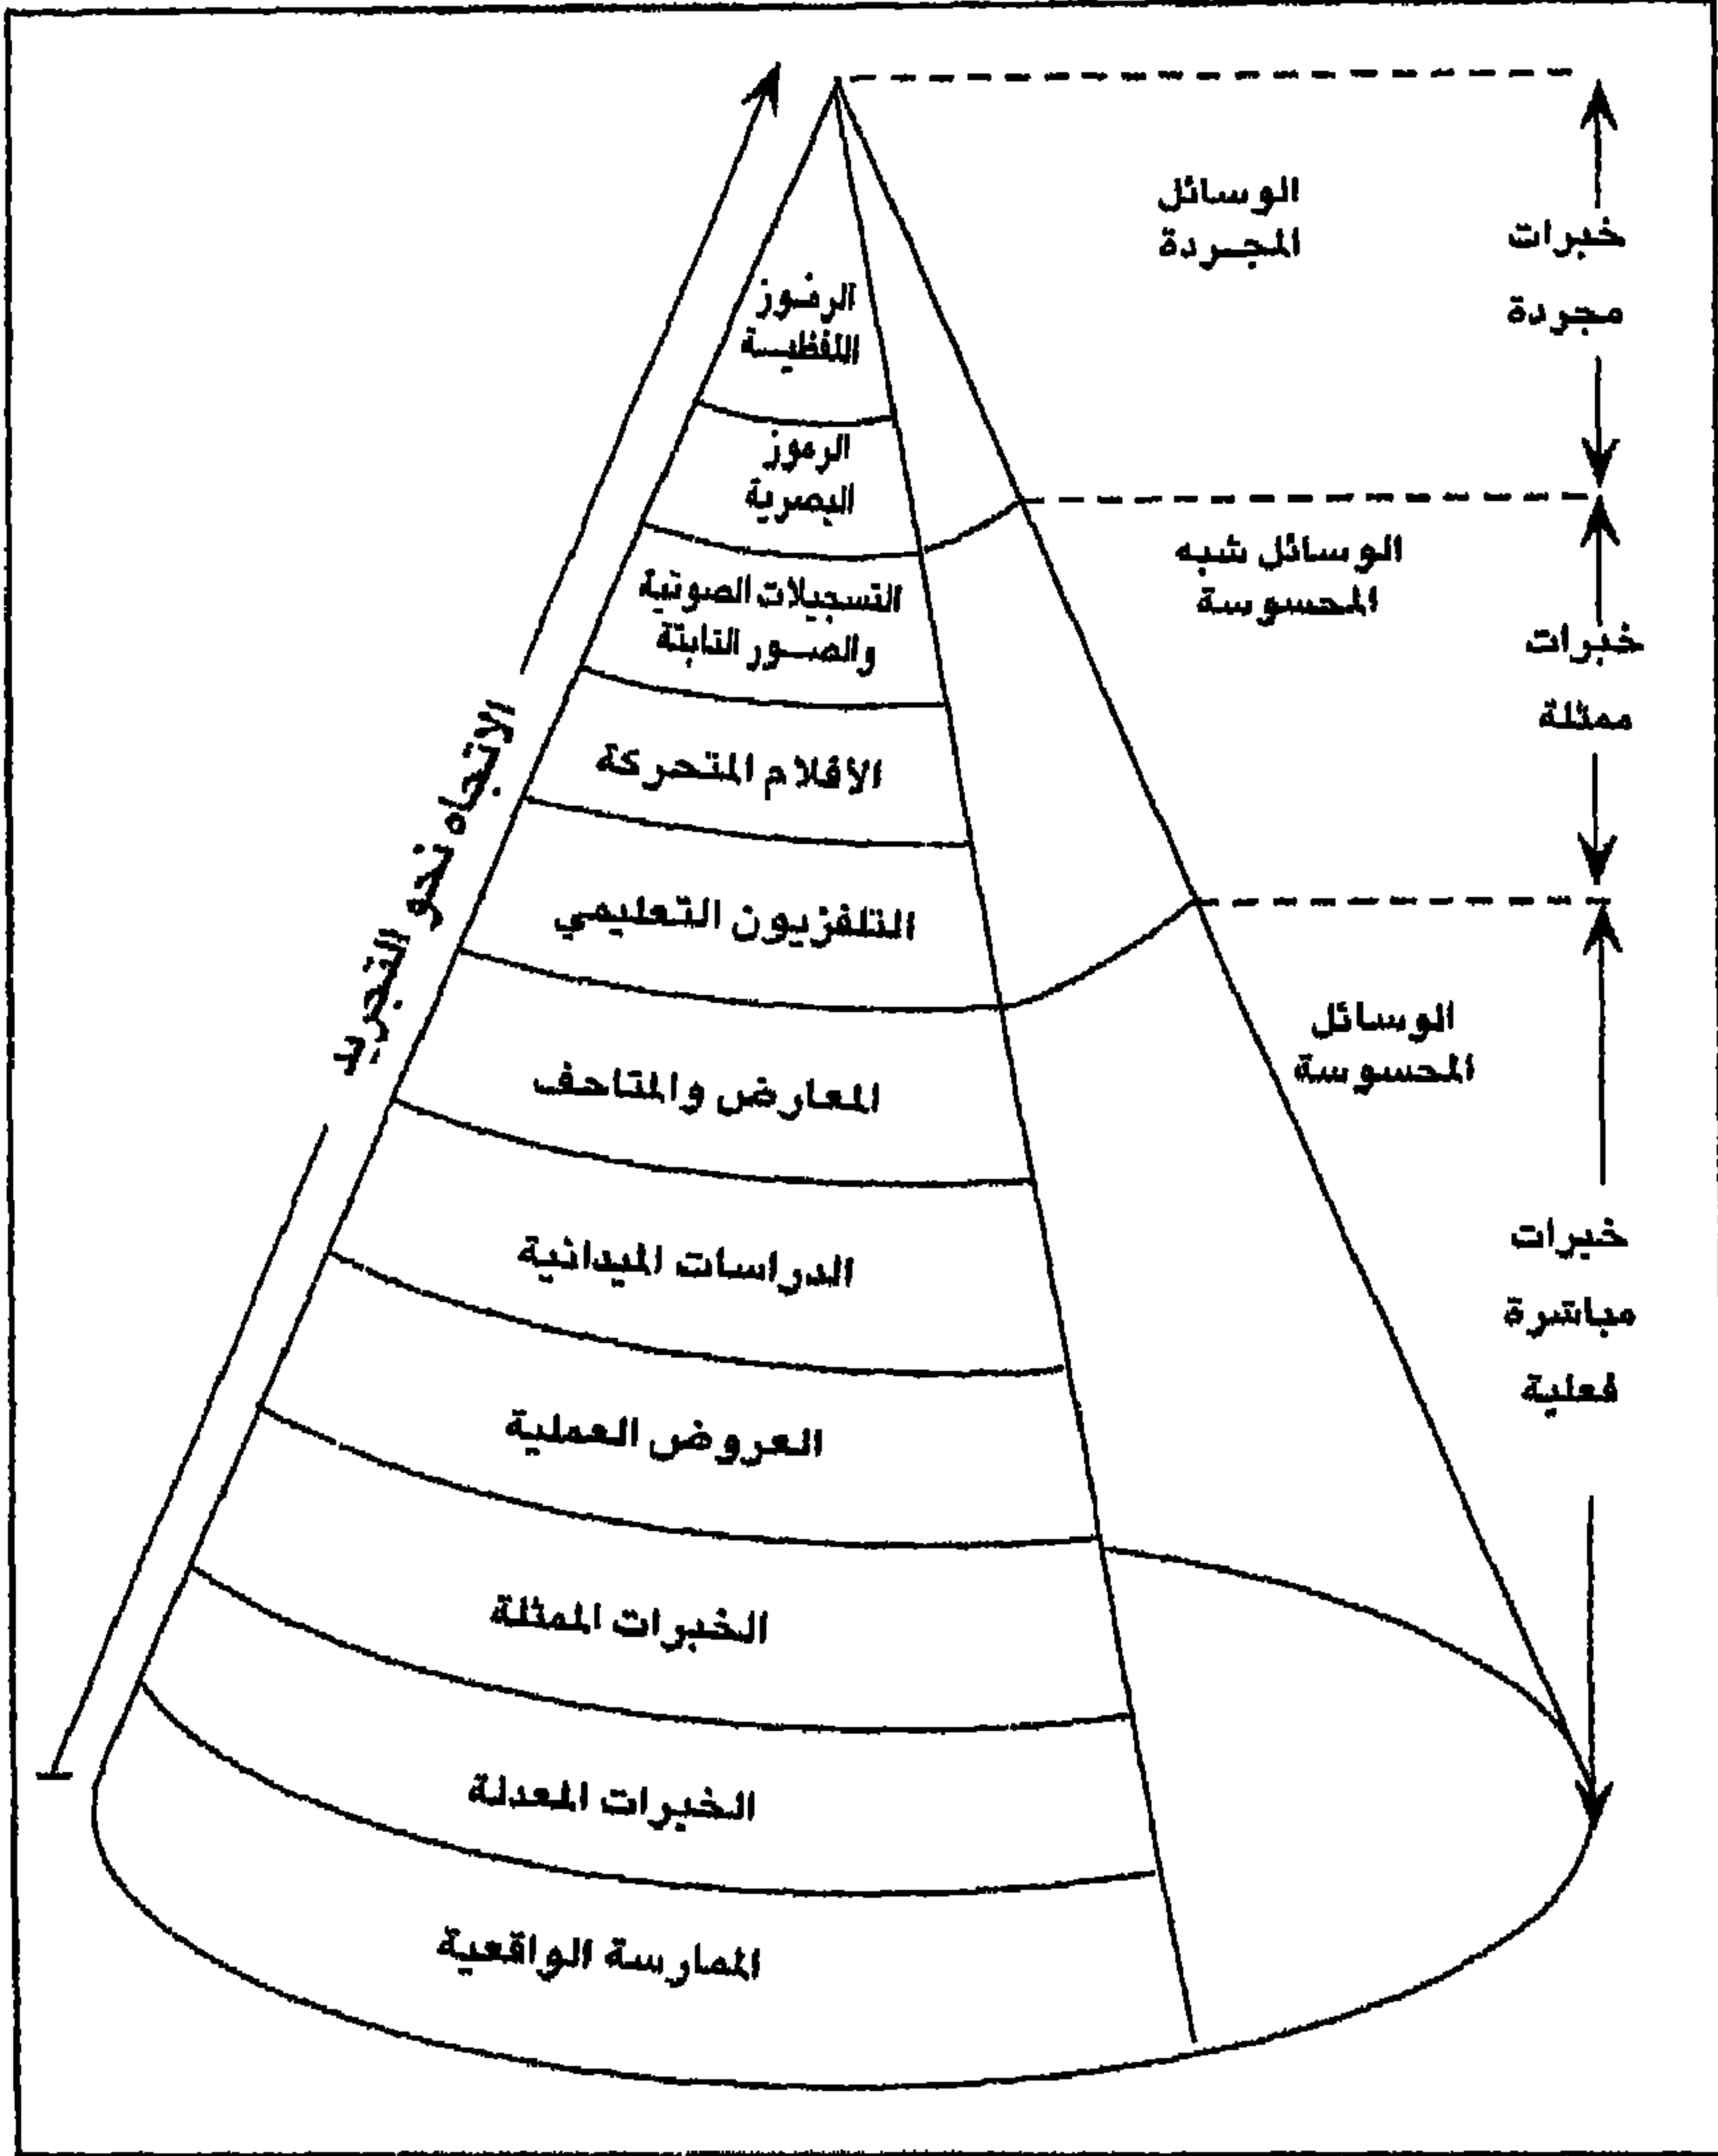 الوسائل
المجردة
خبرات
مجردة
الرموز
اللفظية
الرموز
البصرية
الوسائل شبه
المحسوسة
خبرات
ممثلة
التسجيلات الصوتية
والصور الثابتة
الأفلام المتحركة
التلفزيون التعليمي
الاتجاه نحو التجريد
الوسائل
المحسوسة
المعارض والمتاحف
خبرات
مباشرة
فعلية
الدراسات الميدانية
العروض العملية
الخبرات الممثلة
الخبرات المعدلة
الممارسة الواقعية